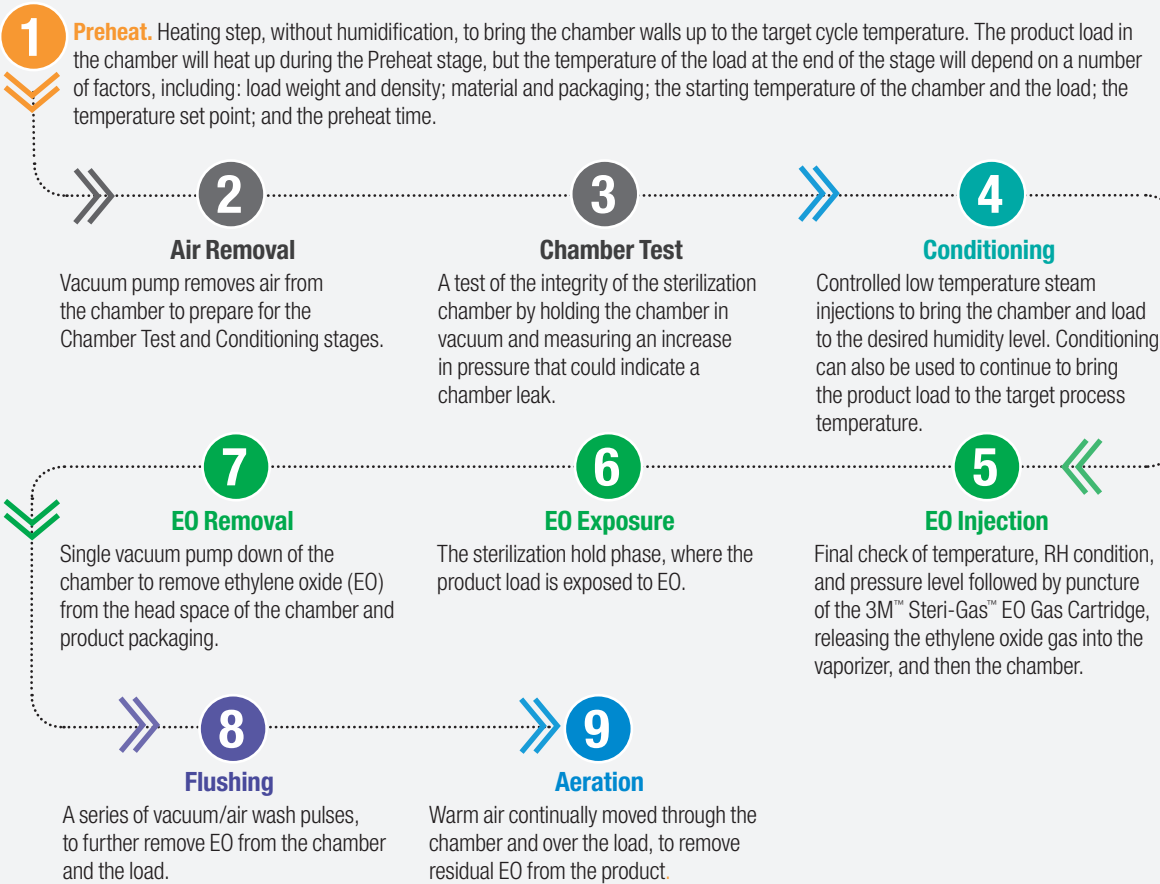 1
Preheat. Heating step, without humidification, to bring the chamber walls up to the target cycle temperature. The product load in
the chamber will heat up during the Preheat stage, but the temperature of the load at the end of the stage will depend on a number
of factors, including: load weight and density; material and packaging; the starting temperature of the chamber and the load; the
temperature set point; and the preheat time.
2
Air Removal
Vacuum pump removes air from
the chamber to prepare for the
Chamber Test and Conditioning stages.
3
Chamber Test
A test of the integrity of the sterilization
chamber by holding the chamber in
vacuum and measuring an increase
in pressure that could indicate a
chamber leak.
4
Conditioning
Controlled low temperature steam
injections to bring the chamber and load
to the desired humidity level. Conditioning
can also be used to continue to bring
the product load to the target process
temperature.
5
EO Injection
Final check of temperature, RH condition,
and pressure level followed by puncture
of the 3M™ Steri-Gas™ EO Gas Cartridge,
releasing the ethylene oxide gas into the
vaporizer, and then the chamber.
6
EO Exposure
The sterilization hold phase, where the
product load is exposed to EO.
7
EO Removal
Single vacuum pump down of the
chamber to remove ethylene oxide (EO)
from the head space of the chamber and
product packaging.
8
Flushing
A series of vacuum/air wash pulses,
to further remove EO from the chamber
and the load.
9
Aeration
Warm air continually moved through the
chamber and over the load, to remove
residual EO from the product.